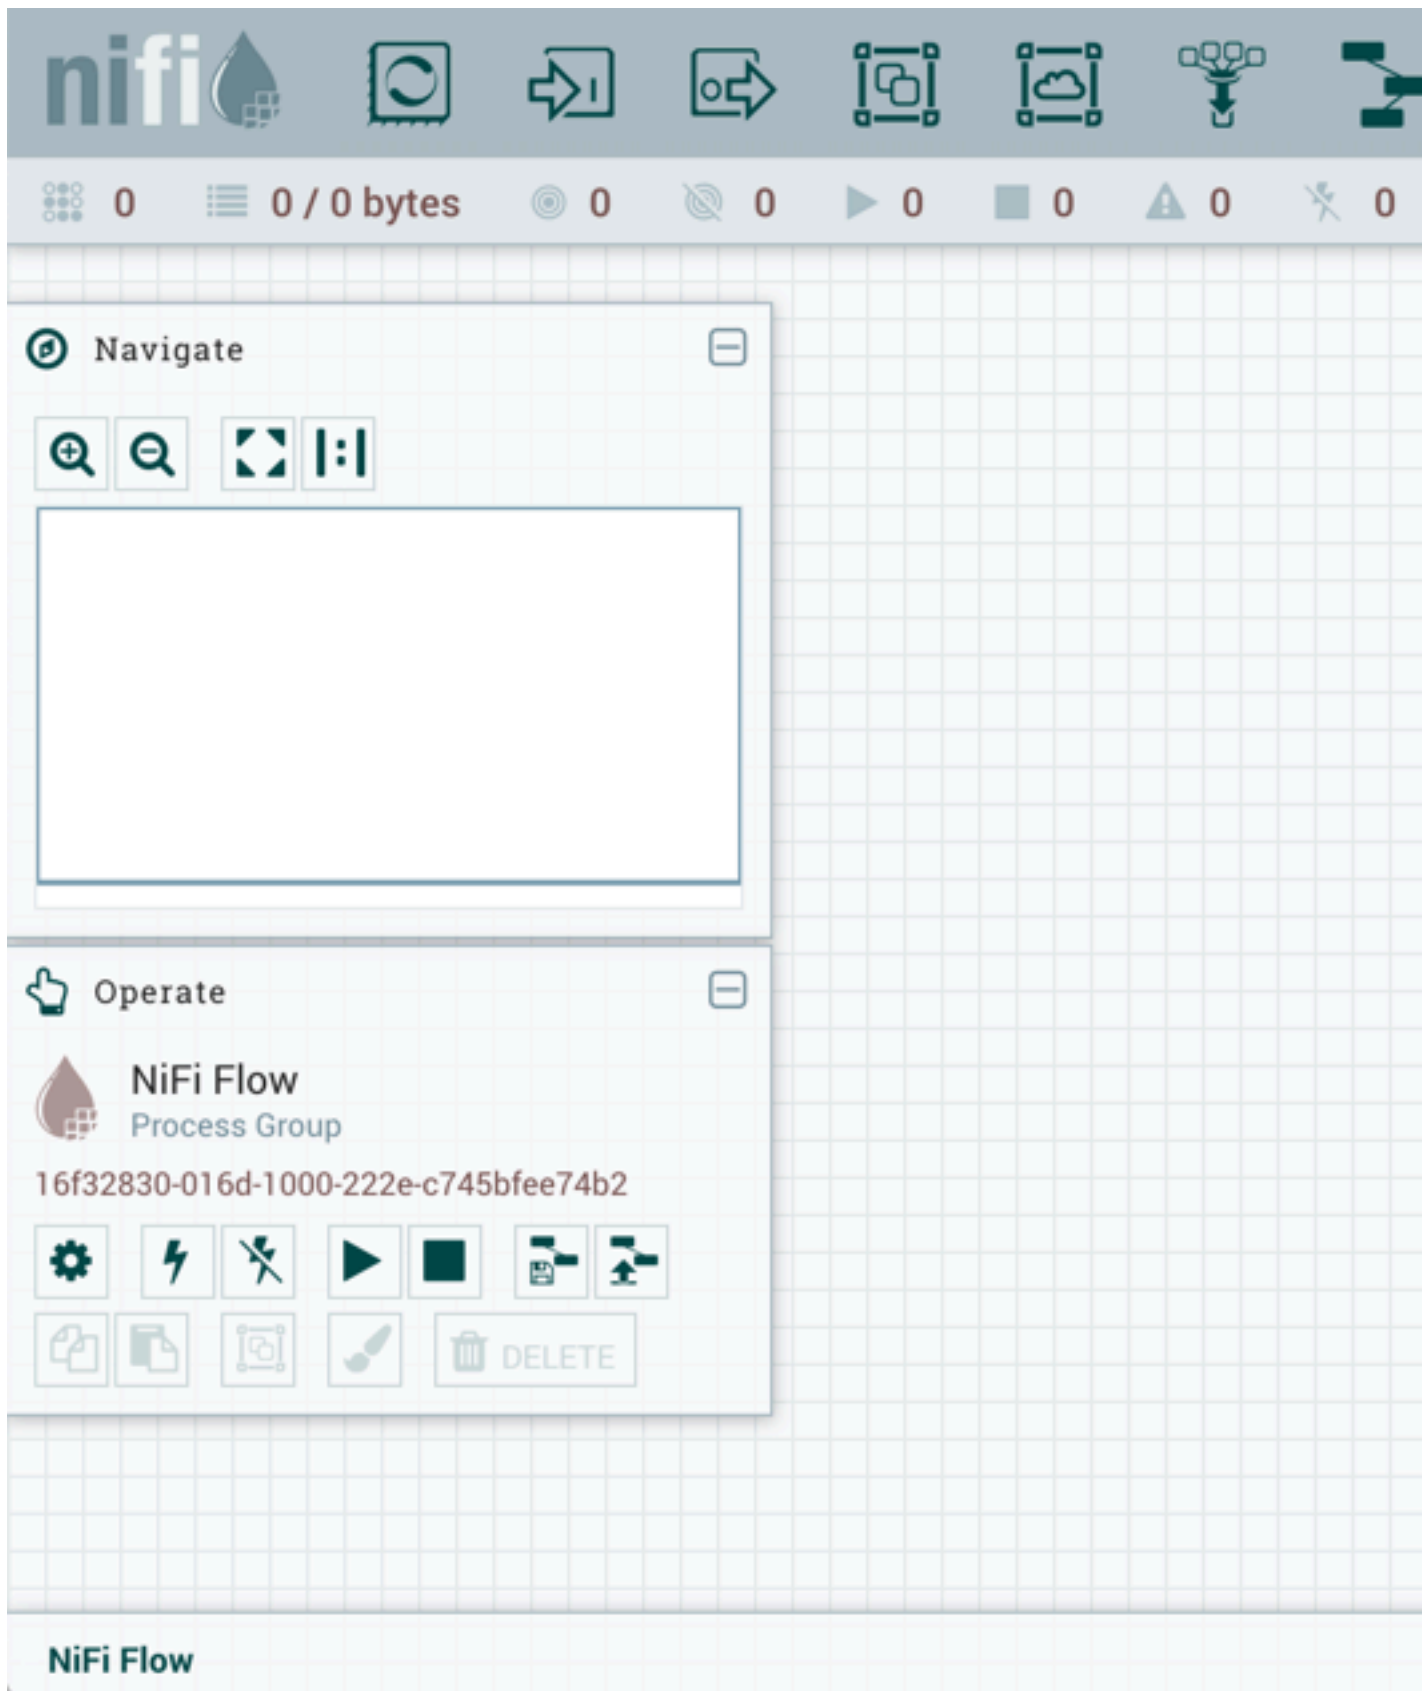 nifi
0 0 / 0 bytes 0 0 0 0 0 0
Navigate
Operate
NiFi Flow
Process Group
16f32830-016d-1000-222e-c745bfee74b2
DELETE
NiFi Flow